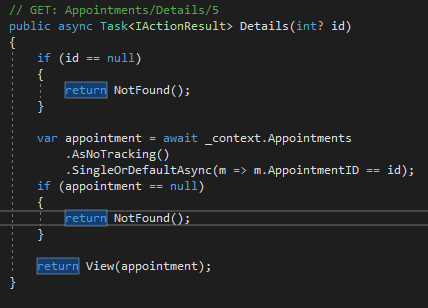 // GET: Appointments/Details/5
public async Task<IActionResult> Details(int? id)
{
    if (id == null)
    {
        return NotFound();
    }

    var appointment = await _context.Appointments
        .AsNoTracking()
        .SingleOrDefaultAsync(m => m.AppointmentID == id);
    if (appointment == null)
    {
        return NotFound();
    }

    return View(appointment);
}